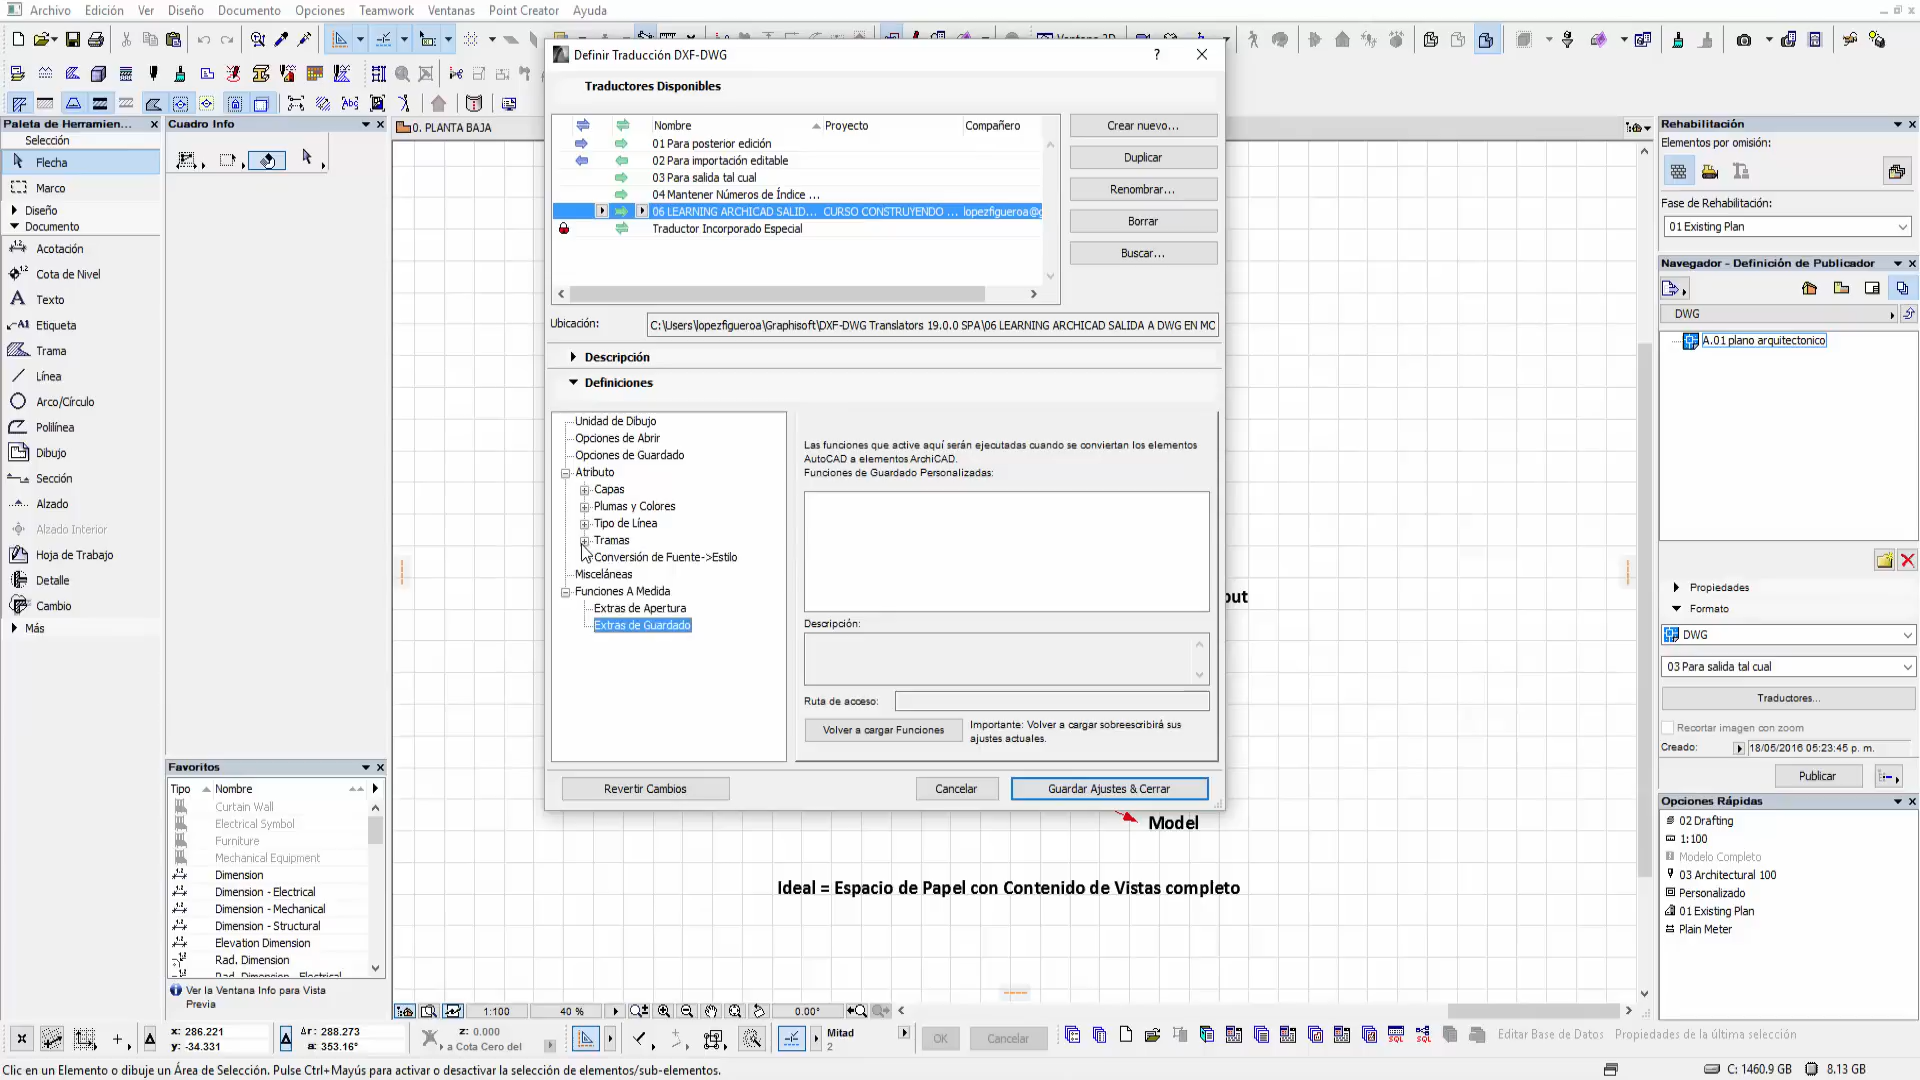 Archivo Edición Ver Diseño Documento Opciones Teamwork Ventanas Point Creator Ayuda
Definir Traducción DXF-DWG
?
Traductores Disponibles
Nombre Proyecto Compañero
01 Para posterior edición
02 Para importación editable
03 Para salida tal cual
04 Mantener Números de Índice ...
06 LEARNING ARCHICAD SALID... CURSO CONSTRUYENDO ... lopezfigueroa@g
Traductor Incorporado Especial
Crear nuevo...
Duplicar
Renombrar...
Borrar
Buscar...
Ubicación: C:\Users\lopezfigueroa\Graphisoft\DXF-DWG Translators 19.0.0 SPA\06 LEARNING ARCHICAD SALIDA A DWG EN MC
Descripción
Definiciones
Unidad de Dibujo
Opciones de Abrir
Opciones de Guardado
Atributo
Capas
Plumas y Colores
Tipo de Línea
Tramas
Conversión de Fuente->Estilo
Misceláneas
Funciones A Medida
Extras de Apertura
Extras de Guardado
Las funciones que active aquí serán ejecutadas cuando se conviertan los elementos
AutoCAD a elementos ArchiCAD.
Funciones de Guardado Personalizadas:
Descripción:
Ruta de acceso:
Volver a cargar Funciones
Importante: Volver a cargar sobreescribirá sus
ajustes actuales.
Revertir Cambios Cancelar Guardar Ajustes & Cerrar
Paleta de Herramien...
Selección
Flecha
Marco
Diseño
Documento
Acotación
Cota de Nivel
Texto
Etiqueta
Trama
Línea
Arco/Círculo
Polilínea
Dibujo
Sección
Alzado
Alzado Interior
Hoja de Trabajo
Detalle
Cambio
Más
Cuadro Info
Favoritos
Tipo Nombre
Curtain Wall
Electrical Symbol
Furniture
Mechanical Equipment
Dimension
Dimension - Electrical
Dimension - Mechanical
Dimension - Structural
Elevation Dimension
Rad. Dimension
Rad. Dimension - Electrical
Ver la Ventana Info para Vista
Previa
0. PLANTA BAJA
out
Model
Ideal = Espacio de Papel con Contenido de Vistas completo
Rehabilitación
Elementos por omisión:
Fase de Rehabilitación:
01 Existing Plan
Navegador - Definición de Publicador
DWG
A.01 plano arquitectonico
Propiedades
Formato
DWG
03 Para salida tal cual
Traductores...
Recortar imagen con zoom
Creado: 18/05/2016 05:23:45 p. m.
Publicar
Opciones Rápidas
02 Drafting
1:100
Modelo Completo
03 Architectural 100
Personalizado
01 Existing Plan
Plain Meter
1:100 40 % 0.00°
x: 286.221
y: -34.331
Δr: 288.273
a: 353.16°
z: 0.000
a Cota Cero del
Mitad
2
OK Cancelar
Editar Base de Datos Propiedades de la última selección
Clic en un Elemento o dibuje un Área de Selección. Pulse Ctrl+Mayús para activar o desactivar la selección de elementos/sub-elementos.
C: 1460.9 GB 8.13 GB